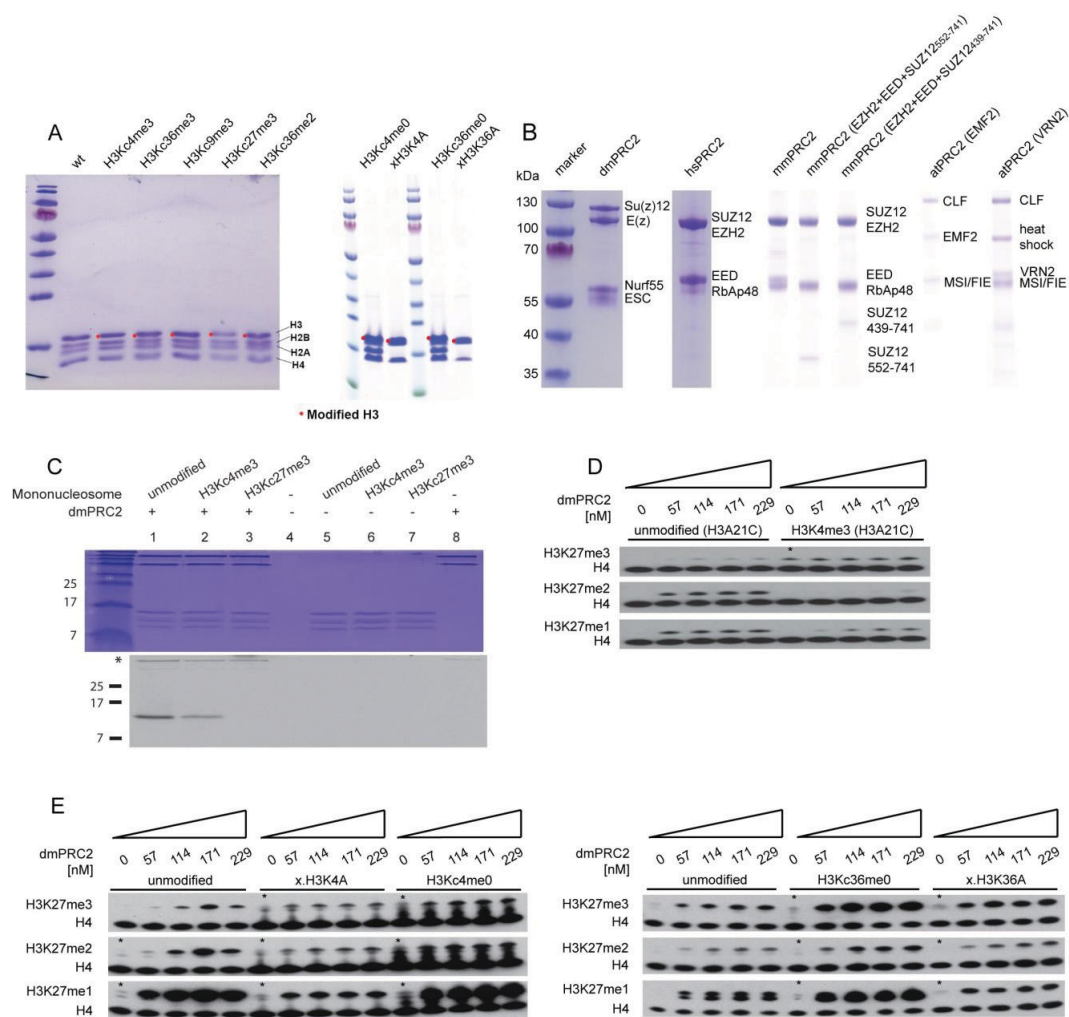 A
wt
H3Kc4me3
H3Kc36me3
H3Kc9me3
H3Kc27me3
H3Kc36me2
H3Kc4me0
xH3K4A
H3Kc36me0
xH3K36A
H3
H2B
H2A
H4
• Modified H3
B
kDa
marker
dmPRC2
hsPRC2
mmPRC2
mmPRC2 (EZH2+EED+SUZ12552-741)
mmPRC2 (EZH2+EED+SUZ12439-741)
atPRC2 (EMF2)
atPRC2 (VRN2)
130
100
70
55
40
35
Su(z)12
E(z)
Nurf55
ESC
SUZ12
EZH2
EED
RbAp48
SUZ12
EZH2
EED
RbAp48
SUZ12
439-741
SUZ12
552-741
CLF
EMF2
MSI/FIE
CLF
heat
shock
VRN2
MSI/FIE
C
unmodified H3Kc4me3 H3Kc27me3 unmodified H3Kc4me3 H3Kc27me3
Mononucleosome - -
dmPRC2 + + + - - - - +
1 2 3 4 5 6 7 8
25
17
7
*
25
17
7
D
dmPRC2
[nM]
0 57 114 171 229 0 57 114 171 229
unmodified (H3A21C) H3K4me3 (H3A21C)
*
H3K27me3
H4
H3K27me2
H4
H3K27me1
H4
E
dmPRC2
[nM]
0 57 114 171 229 0 57 114 171 229 0 57 114 171 229
unmodified x.H3K4A H3Kc4me0
* *
H3K27me3
H4
* * *
H3K27me2
H4
* * *
H3K27me1
H4
dmPRC2
[nM]
0 57 114 171 229 0 57 114 171 229 0 57 114 171 229
unmodified H3Kc36me0 x.H3K36A
* *
H3K27me3
H4
* *
H3K27me2
H4
* *
H3K27me1
H4